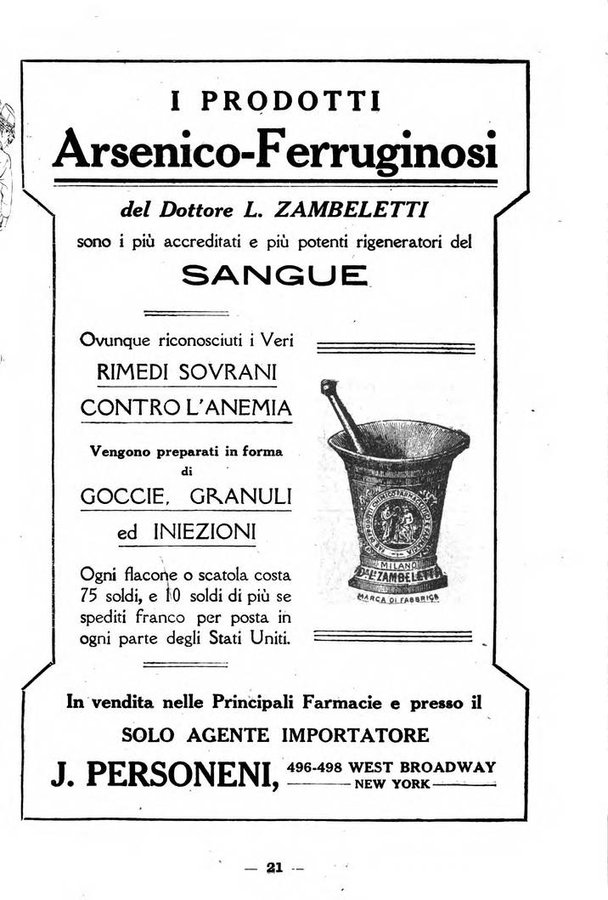 I PRODOTTI
Arsenico-Ferruginosi
del Dottore L. ZAMBELETTI
sono i più accreditati e più potenti rigeneratori del
SANGUE
Ovunque riconosciuti i Veri
RIMEDI SOVRANI
CONTRO L'ANEMIA
Vengono preparati in forma
di
GOCCIE, GRANULI
ed INIEZIONI
Ogni flacone o scatola costa
75 soldi, e 10 soldi di più se
spediti franco per posta in
ogni parte degli Stati Uniti.
MILANO
D. L. ZAMBELETTI
MARCA DI FABBRICA
In vendita nelle Principali Farmacie e presso il
SOLO AGENTE IMPORTATORE
J. PERSONENI, 496-498 WEST BROADWAY
NEW YORK
— 21 —